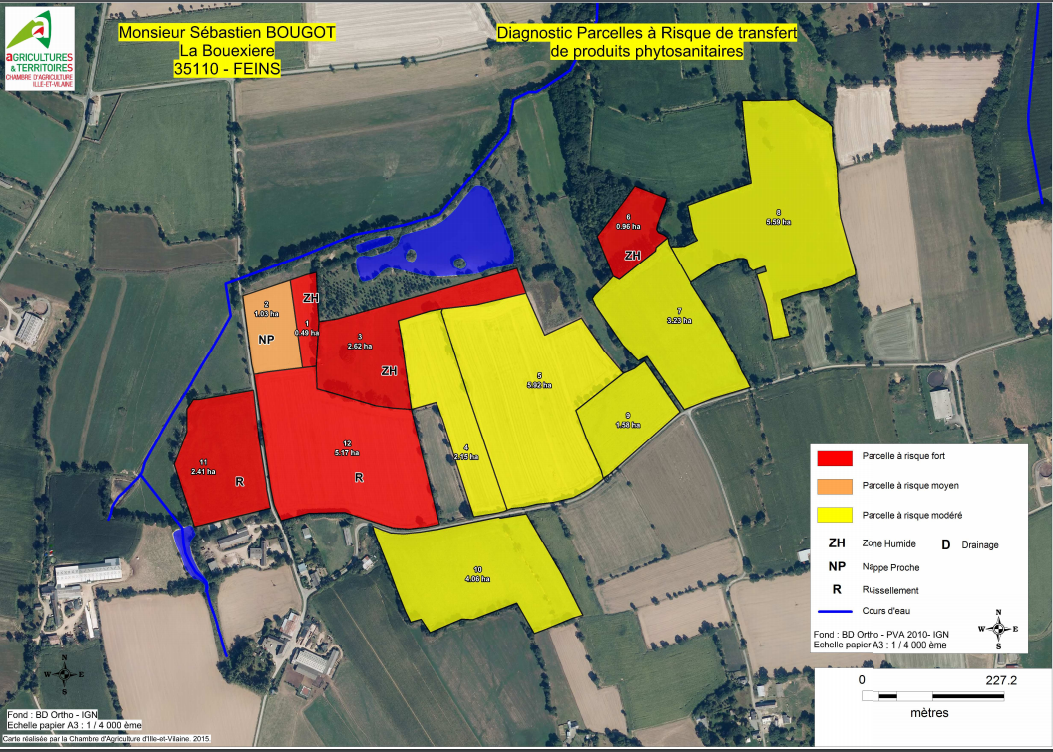 AGRICULTURES
& TERRITOIRES
CHAMBRE D'AGRICULTURE
ILLE-ET-VILAINE
Monsieur Sébastien BOUGOT
La Bouexiere
35110 - FEINS
Diagnostic Parcelles à Risque de transfert
de produits phytosanitaires
8
5.59 ha
6
0.96 ha
ZH
7
3.23 ha
2
1.03 ha
NP
ZH
1
0.49 ha
3
2.62 ha
ZH
5
5.92 ha
9
1.58 ha
4
2.15 ha
12
5.17 ha
R
11
2.41 ha
R
10
4.06 ha
Parcelle à risque fort
Parcelle à risque moyen
Parcelle à risque modéré
ZH Zone Humide D Drainage
NP Nappe Proche
R Ruissellement
Cours d'eau
N
W E
S
Fond : BD Ortho - PVA 2010- IGN
Echelle papier A3 : 1 / 4 000 ème
0 227.2
mètres
N
W E
S
Fond : BD Ortho - IGN
Echelle papier A3 : 1 / 4 000 ème
Carte réalisée par la Chambre d'Agriculture d'Ille-et-Vilaine. 2015.